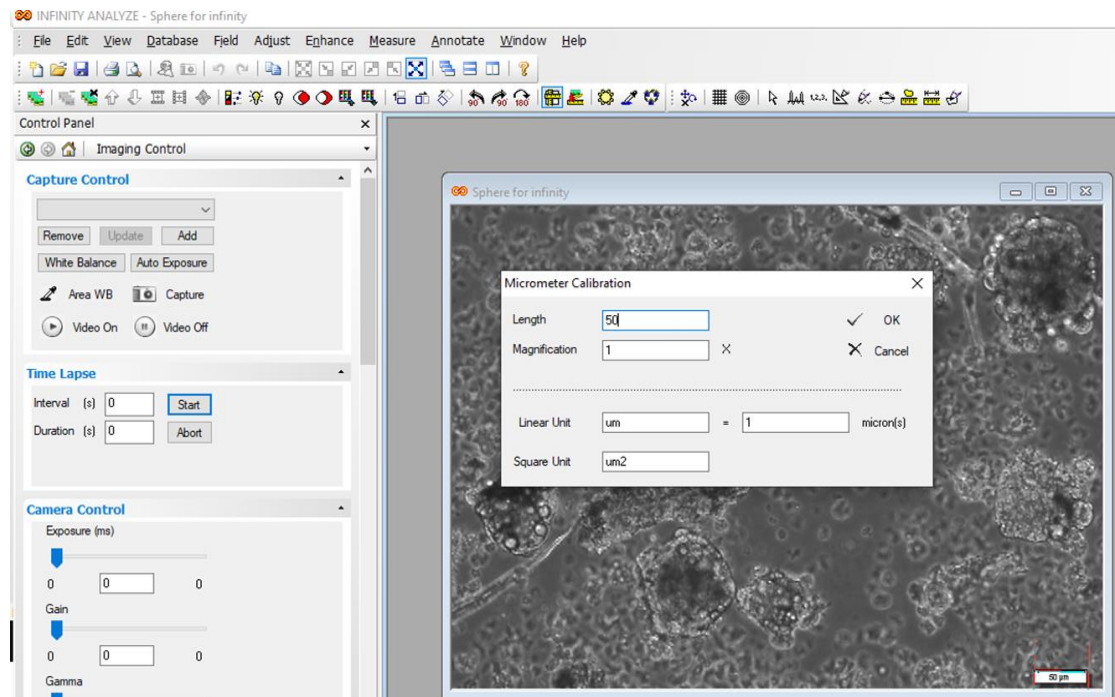 INFINITY ANALYZE - Sphere for infinity
File Edit View Database Field Adjust Enhance Measure Annotate Window Help
Control Panel
Imaging Control
Capture Control
Remove Update Add
White Balance Auto Exposure
Area WB Capture
Video On Video Off
Time Lapse
Interval (s) 0 Start
Duration (s) 0 Abort
Camera Control
Exposure (ms)
0 0 0
Gain
0 0 0
Gamma
Sphere for infinity
Micrometer Calibration
Length 50 OK
Magnification 1 X Cancel
Linear Unit um = 1 micron(s)
Square Unit um2
50 µm